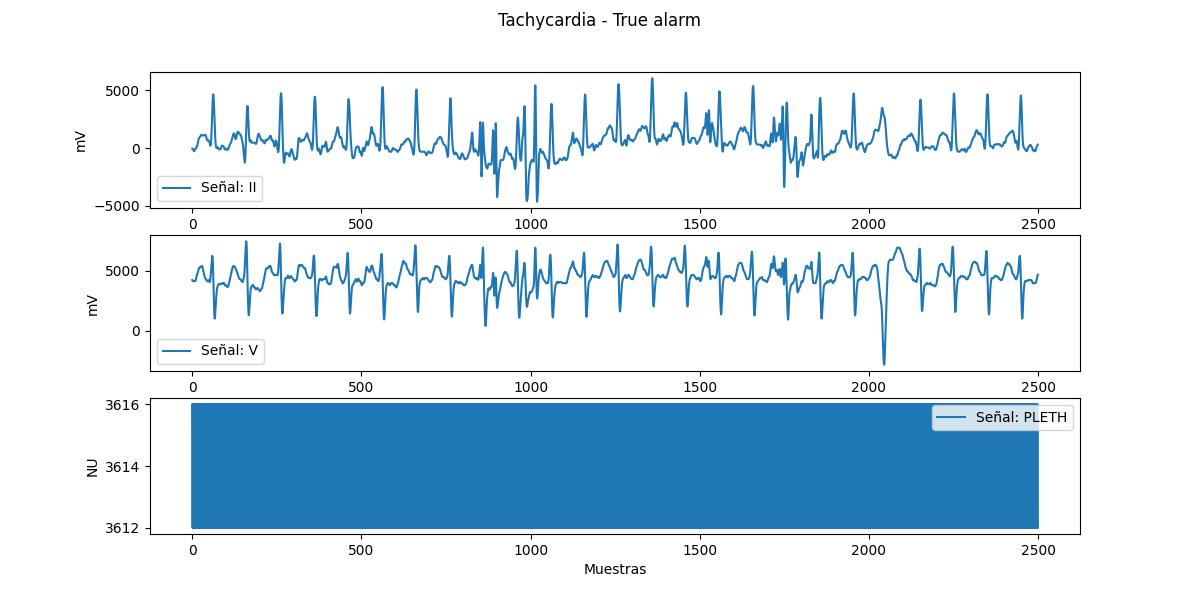 Tachycardia - True alarm
5000
0
−5000
mV
Señal: II
0 500 1000 1500 2000 2500
5000
0
mV
Señal: V
0 500 1000 1500 2000 2500
3616
3614
3612
NU
Señal: PLETH
0 500 1000 1500 2000 2500
Muestras